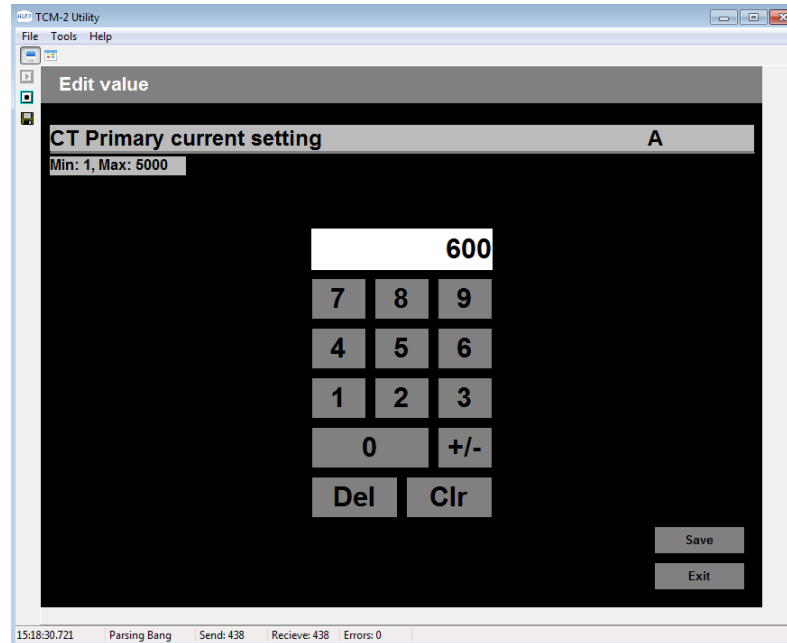 TCM-2 Utility
File Tools Help
Edit value
CT Primary current setting A
Min: 1, Max: 5000
600
7 8 9
4 5 6
1 2 3
0 +/-
Del Clr
Save
Exit
15:18:30.721 Parsing Bang Send: 438 Recieve: 438 Errors: 0